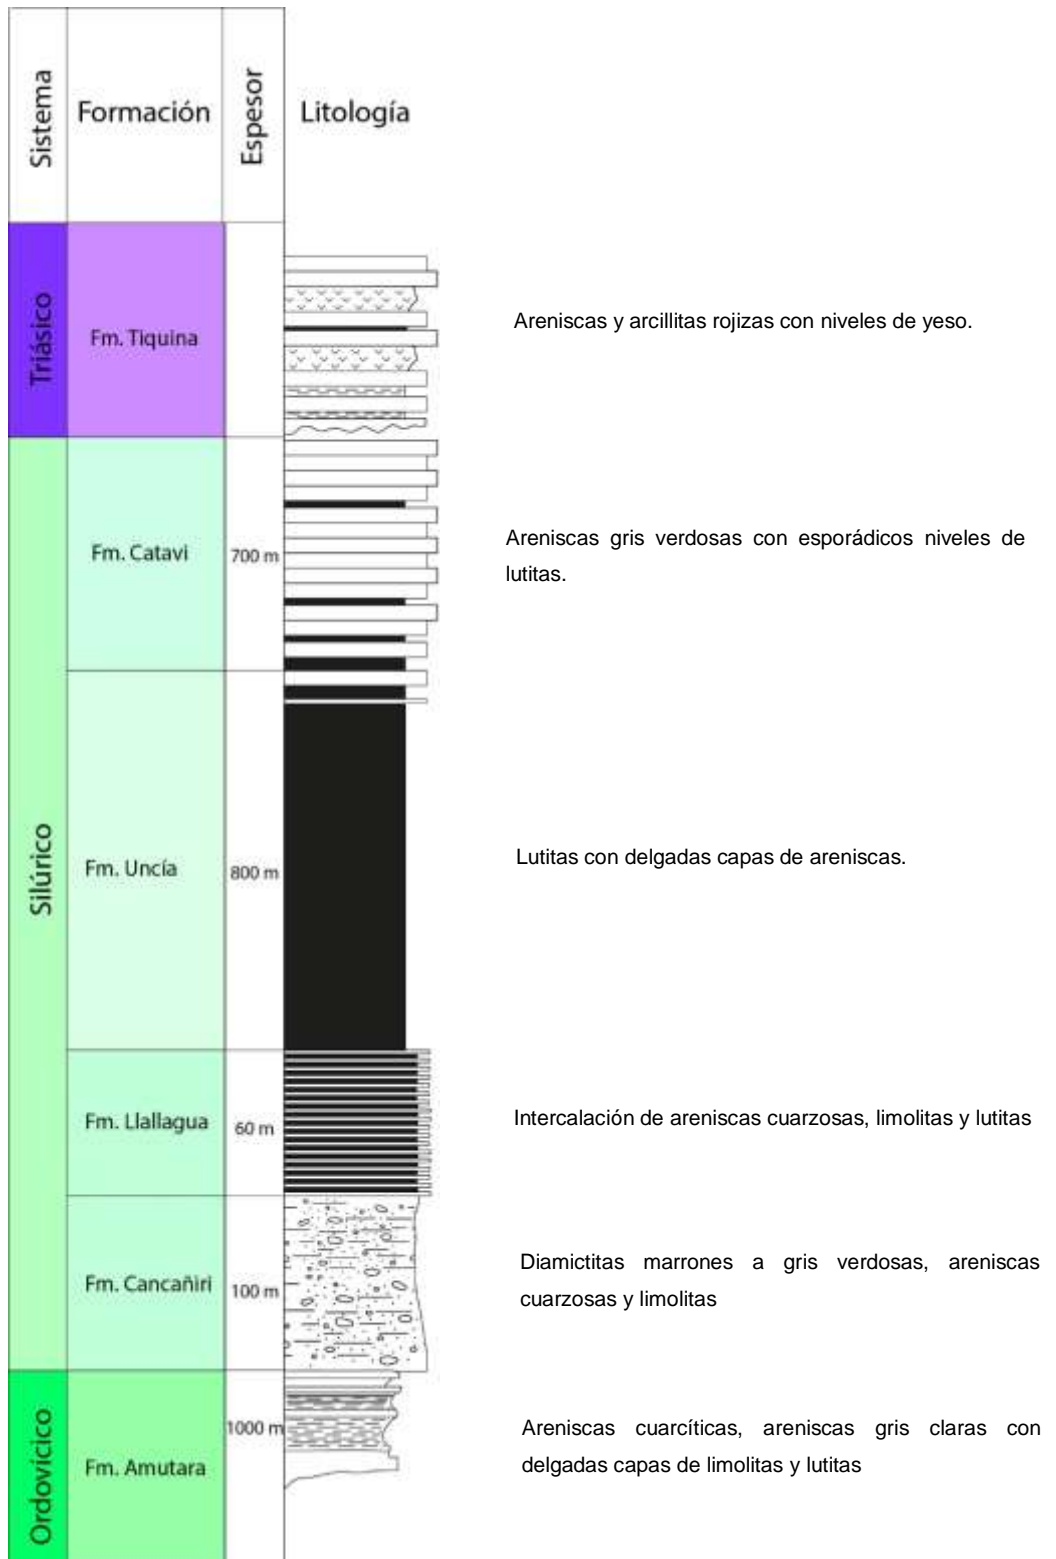 Sistema
Formación
Espesor
Litología
Triásico
Fm. Tiquina
Areniscas y arcillitas rojizas con niveles de yeso.
Silúrico
Fm. Catavi
700 m
Areniscas gris verdosas con esporádicos niveles de
lutitas.
Fm. Uncía
800 m
Lutitas con delgadas capas de areniscas.
Fm. Llallagua
60 m
Intercalación de areniscas cuarzosas, limolitas y lutitas
Fm. Cancañiri
100 m
Diamictitas marrones a gris verdosas, areniscas
cuarzosas y limolitas
Ordovícico
Fm. Amutara
1000 m
Areniscas cuarcíticas, areniscas gris claras con
delgadas capas de limolitas y lutitas